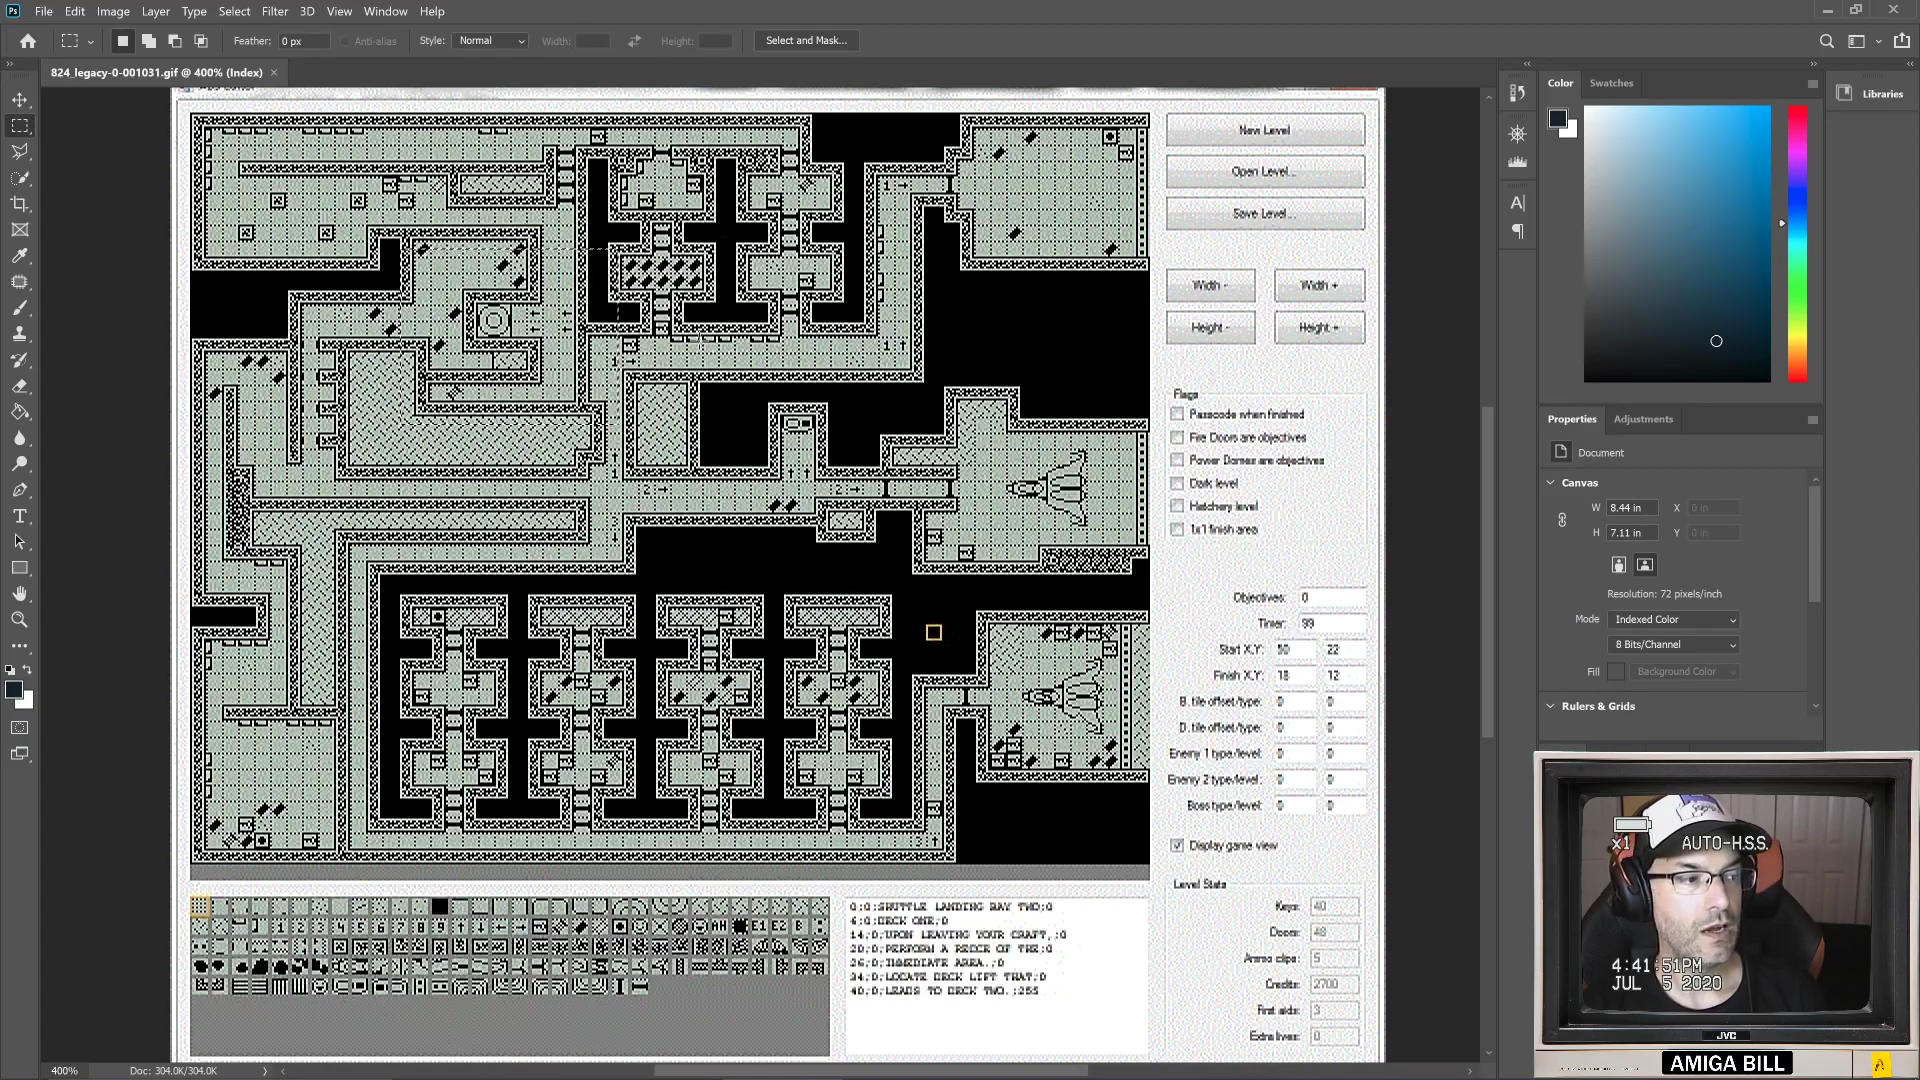 Ps File Edit Image Layer Type Select Filter 3D View Window Help
Feather: 0 px Anti-alias Style: Normal Width: Height: Select and Mask...
824_legacy-0-001031.gif @ 400% (Index) ×
New Level
Open Level...
Save Level...
Width - Width +
Height - Height +
Flags
Passcode when finished
Fire Doors are objectives
Power Domes are objectives
Dark level
Hatchery level
1x1 finish area
Objectives: 0
Timer: 99
Start X,Y: 50 22
Finish X,Y: 18 12
B. tile offset/type: 0 0
D. tile offset/type: 0 0
Enemy 1 type/level: 0 0
Enemy 2 type/level: 0 0
Boss type/level: 0 0
Display game view
Level Stats
Keys: 40
Doors: 48
Ammo clips: 5
Credits: 2700
First aids: 3
Extra lives: 0
0;0;SHUTTLE LANDING BAY TWO;0
6;0;DECK ONE;0
14;0;UPON LEAVING YOUR CRAFT,;0
20;0;PERFORM A RECCE OF THE;0
26;0;IMMEDIATE AREA.;0
34;0;LOCATE DECK LIFT THAT;0
40;0;LEADS TO DECK TWO.;255
Color Swatches
Libraries
Properties Adjustments
Document
Canvas
W 8.44 in X 0 in
H 7.11 in Y 0 in
Resolution: 72 pixels/inch
Mode Indexed Color
8 Bits/Channel
Fill Background Color
Rulers & Grids
x1 AUTO-H.S.S.
4:41:51PM
JUL 5 2020
JVC
AMIGA BILL
400% Doc: 304.0K/304.0K